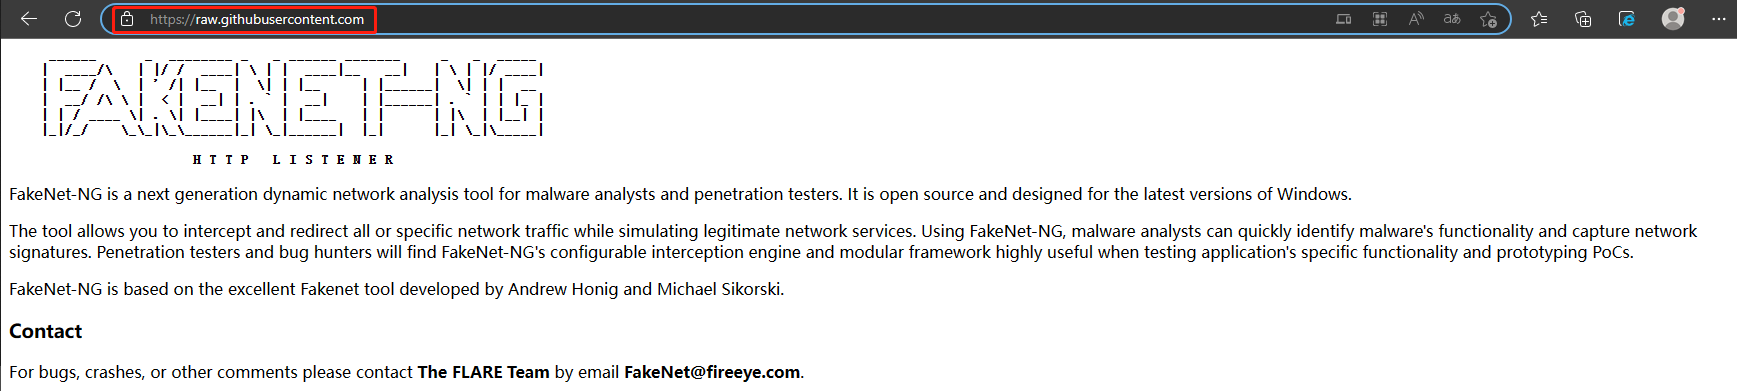 https://raw.githubusercontent.com
FAKENET-NG
HTTP LISTENER
FakeNet-NG is a next generation dynamic network analysis tool for malware analysts and penetration testers. It is open source and designed for the latest versions of Windows.
The tool allows you to intercept and redirect all or specific network traffic while simulating legitimate network services. Using FakeNet-NG, malware analysts can quickly identify malware's functionality and capture network
signatures. Penetration testers and bug hunters will find FakeNet-NG's configurable interception engine and modular framework highly useful when testing application's specific functionality and prototyping PoCs.
FakeNet-NG is based on the excellent Fakenet tool developed by Andrew Honig and Michael Sikorski.
Contact
For bugs, crashes, or other comments please contact The FLARE Team by email FakeNet@fireeye.com.